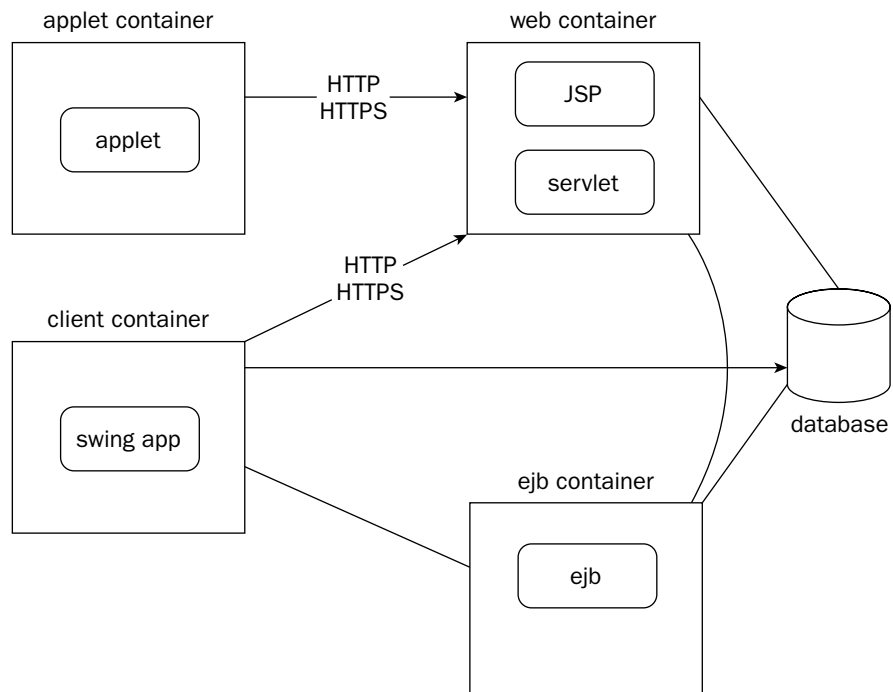 applet container
applet
HTTP
HTTPS
web container
JSP
servlet
HTTP
HTTPS
client container
swing app
database
ejb container
ejb